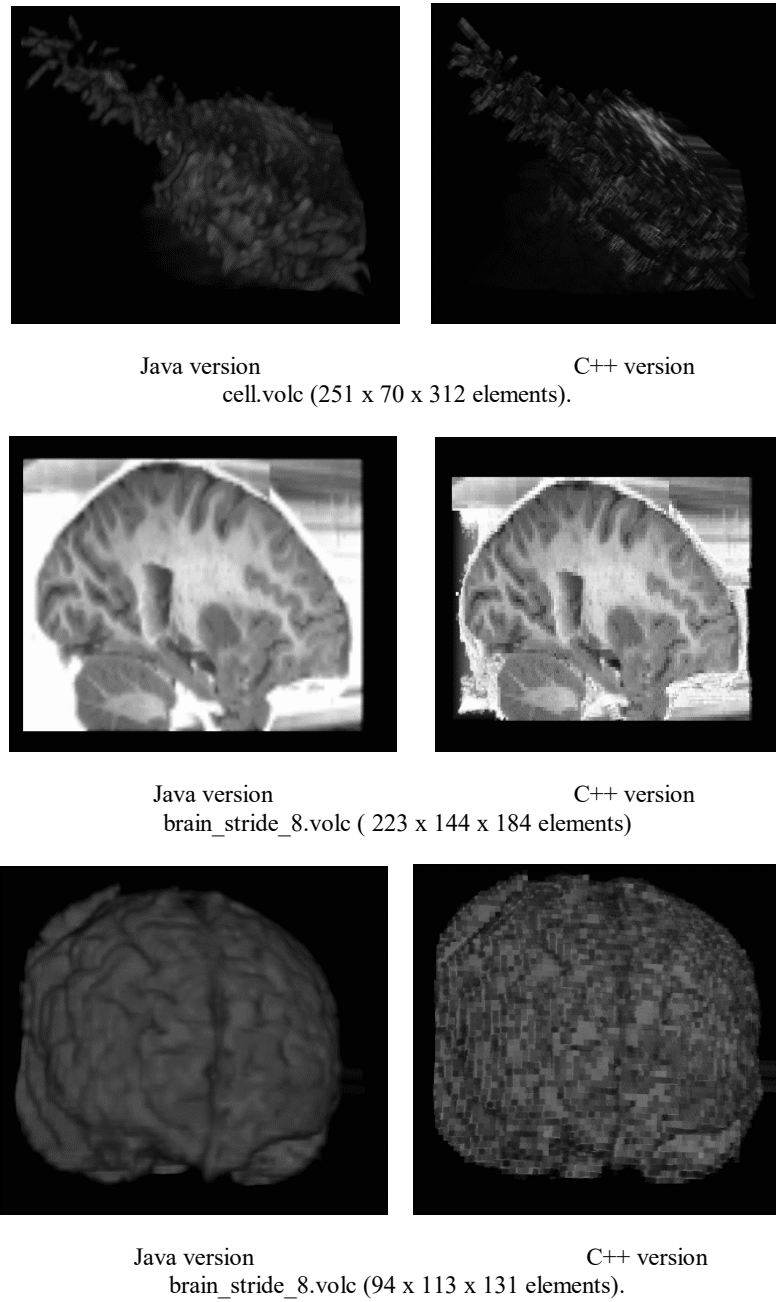 Java version C++ version
cell.volc (251 x 70 x 312 elements).
Java version C++ version
brain_stride_8.volc ( 223 x 144 x 184 elements)
Java version C++ version
brain_stride_8.volc (94 x 113 x 131 elements).